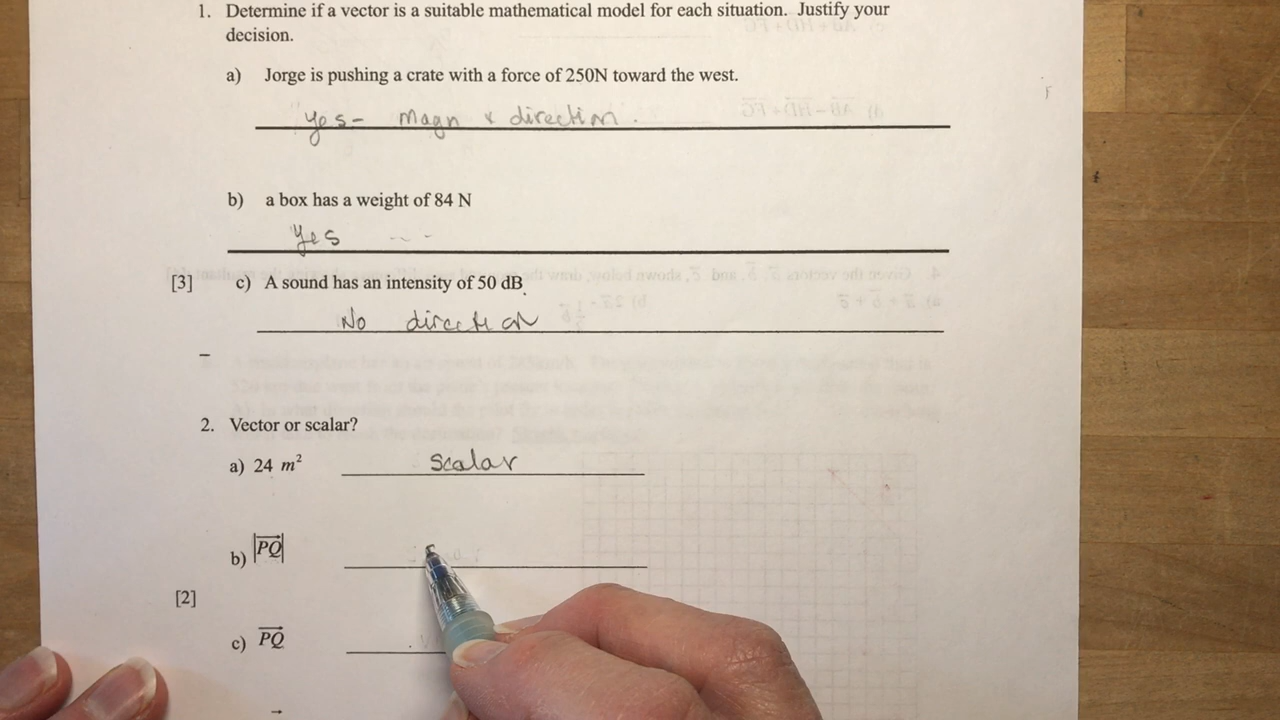 1. Determine if a vector is a suitable mathematical model for each situation. Justify your
decision.
a) Jorge is pushing a crate with a force of 250N toward the west.
yes- Magn & direction.
b) a box has a weight of 84 N
Yes
[3] c) A sound has an intensity of 50 dB
No direction
2. Vector or scalar?
a) 24 m² Scalar
b) |PQ→|
[2]
c) PQ→